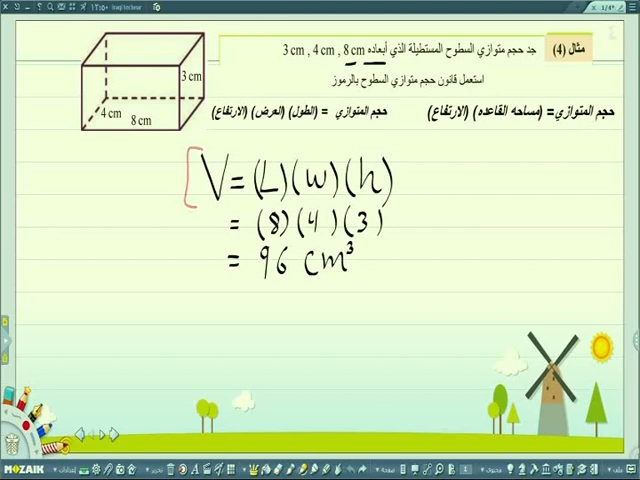 مثال (4)
جد حجم متوازي السطوح المستطيلة الذي أبعاده 8 cm , 4 cm , 3 cm
استعمل قانون حجم متوازي السطوح بالرموز
حجم المتوازي= (مساحه القاعده) (الارتفاع)
حجم المتوازي = (الطول) (العرض) (الارتفاع)
3 cm
4 cm
8 cm
V = (L)(w)(h)
= (8)(4)(3)
= 96 cm³
MOZAIK